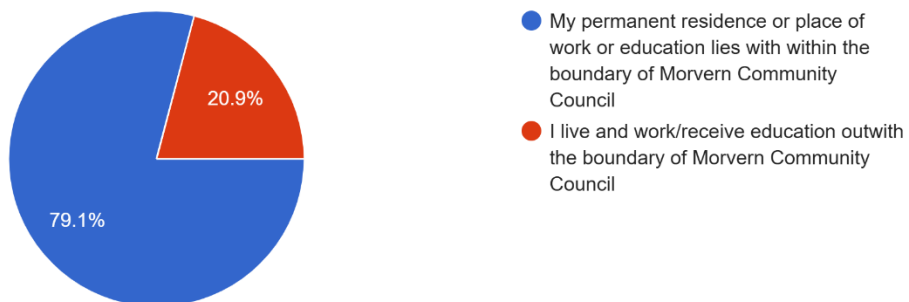 20.9%
79.1%
My permanent residence or place of
work or education lies with within the
boundary of Morvern Community
Council
I live and work/receive education outwith
the boundary of Morvern Community
Council